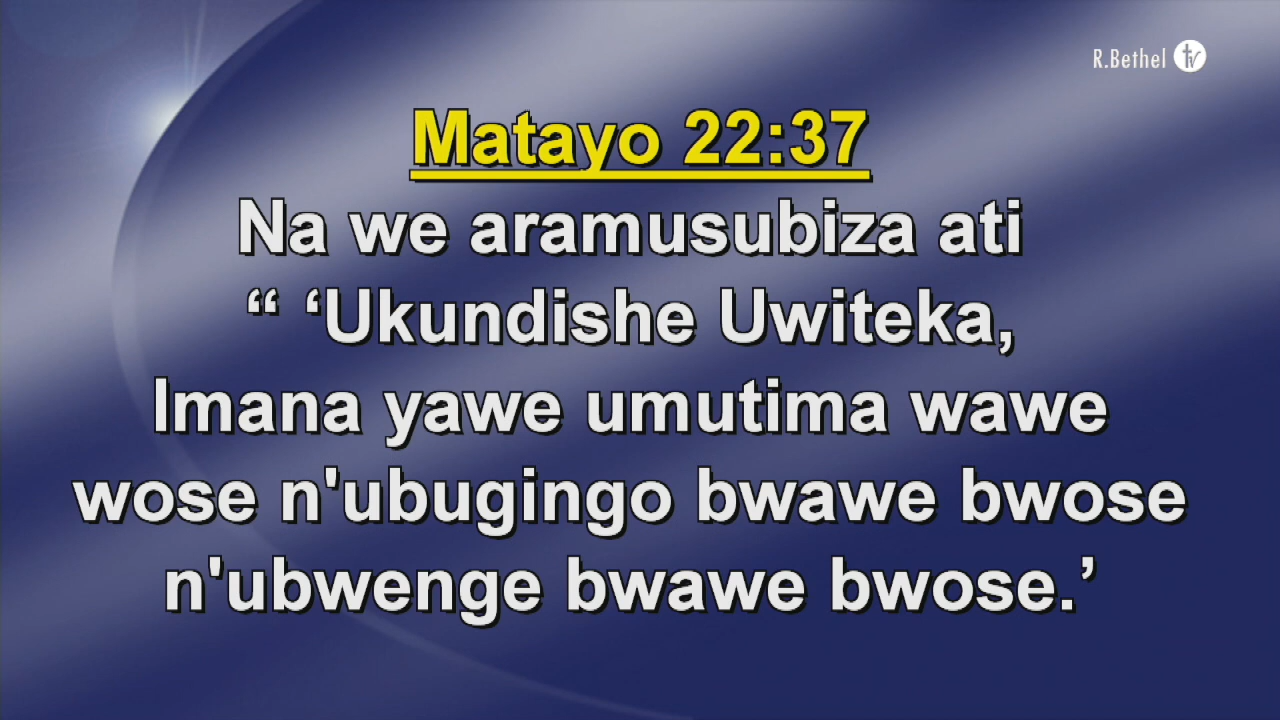 R.Bethel tv
Matayo 22:37
Na we aramusubiza ati
“ ‘Ukundishe Uwiteka,
Imana yawe umutima wawe
wose n'ubugingo bwawe bwose
n'ubwenge bwawe bwose.’